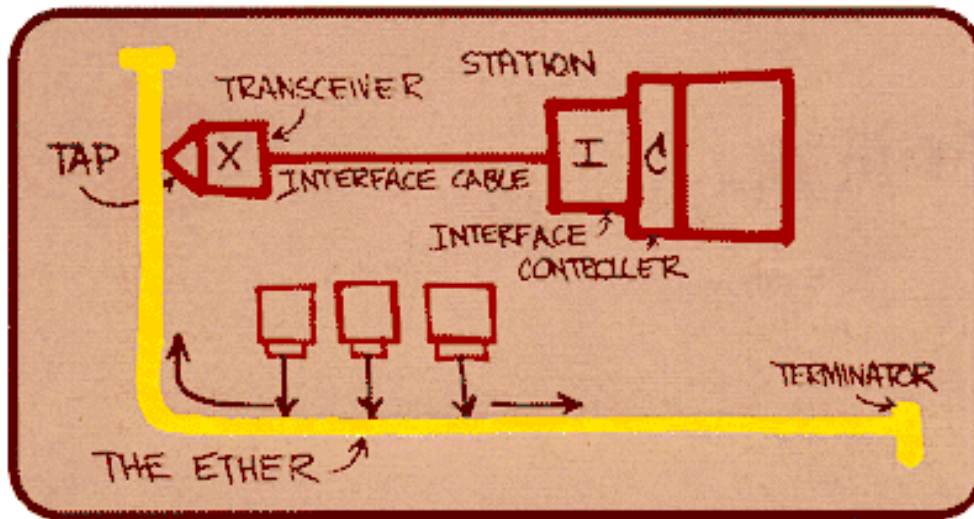 STATION
TRANSCEIVER
TAP
X
I
C
INTERFACE CABLE
INTERFACE
CONTROLLER
TERMINATOR
THE ETHER